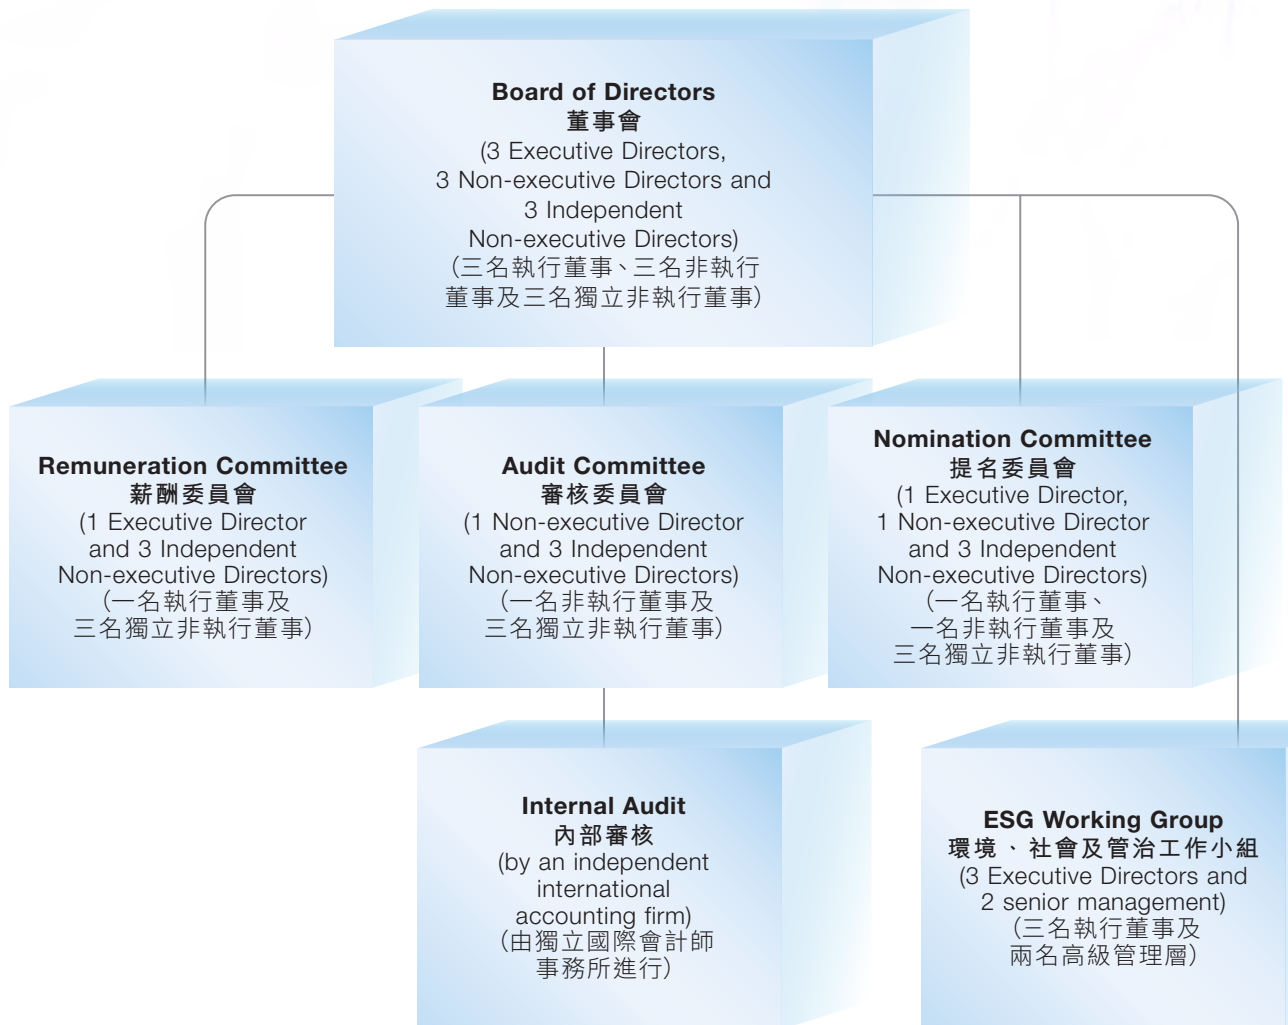 Board of Directors
董事會
(3 Executive Directors,
3 Non-executive Directors and
3 Independent
Non-executive Directors)
（三名執行董事、三名非執行
董事及三名獨立非執行董事）
Remuneration Committee
薪酬委員會
(1 Executive Director
and 3 Independent
Non-executive Directors)
（一名執行董事及
三名獨立非執行董事）
Audit Committee
審核委員會
(1 Non-executive Director
and 3 Independent
Non-executive Directors)
（一名非執行董事及
三名獨立非執行董事）
Nomination Committee
提名委員會
(1 Executive Director,
1 Non-executive Director
and 3 Independent
Non-executive Directors)
（一名執行董事、
一名非執行董事及
三名獨立非執行董事）
Internal Audit
內部審核
(by an independent
international
accounting firm)
（由獨立國際會計師
事務所進行）
ESG Working Group
環境、社會及管治工作小組
(3 Executive Directors and
2 senior management)
（三名執行董事及
兩名高級管理層）